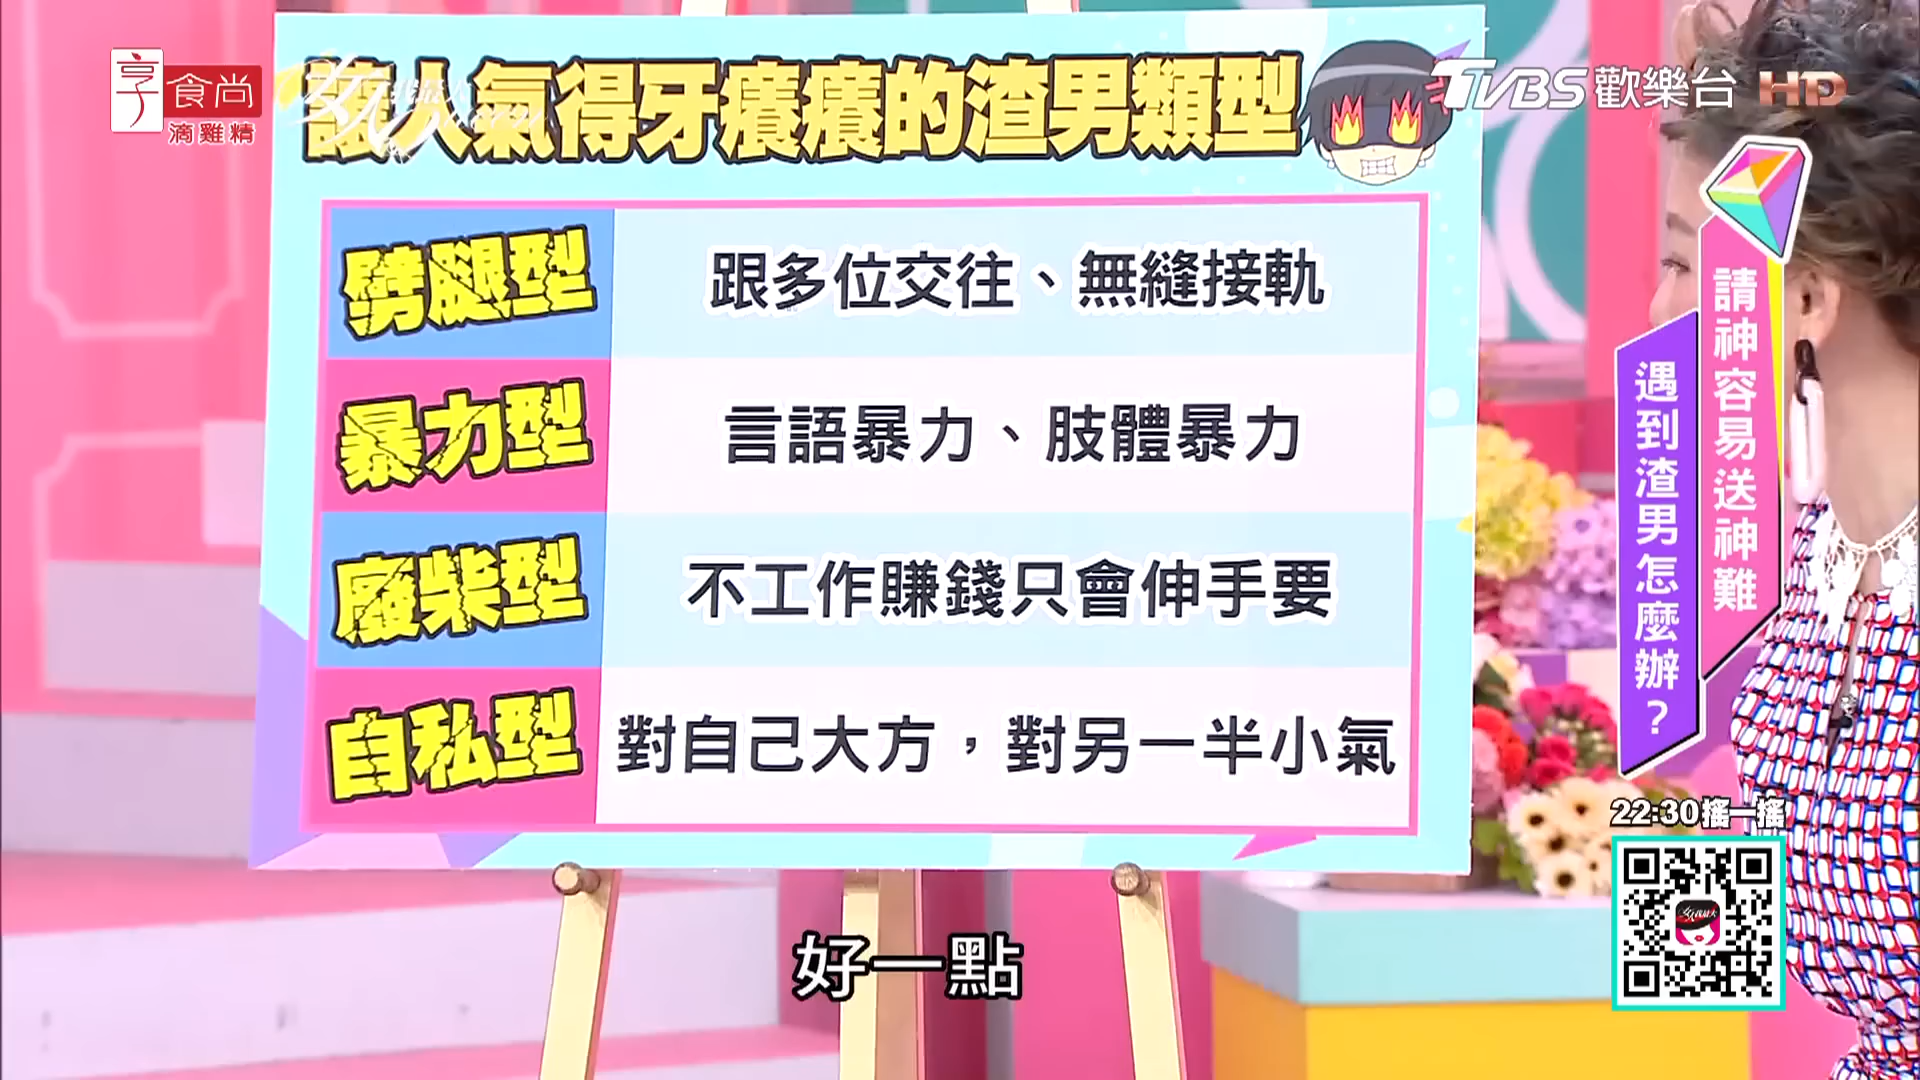 享
食尚
滴雞精
讓人氣得牙癢癢的渣男類型
TVBS歡樂台 HD
劈腿型
跟多位交往、無縫接軌
暴力型
言語暴力、肢體暴力
廢柴型
不工作賺錢只會伸手要
自私型
對自己大方，對另一半小氣
請神容易送神難
遇到渣男怎麼辦？
22:30搖一搖
好一點